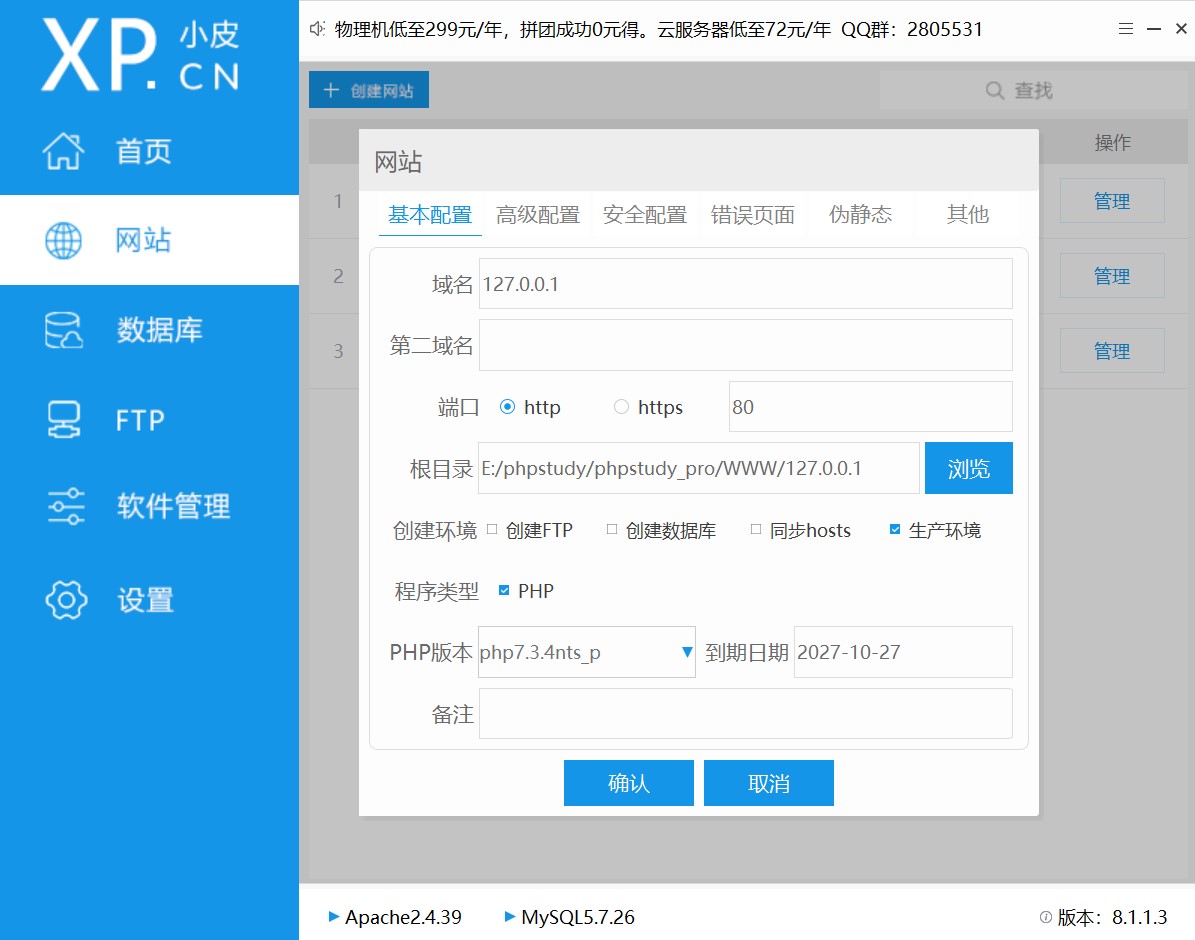 XP.小皮CN
物理机低至299元/年，拼团成功0元得。云服务器低至72元/年 QQ群：2805531
首页
网站
数据库
FTP
软件管理
设置
+ 创建网站
查找
操作
1
管理
2
管理
3
管理
网站
基本配置 高级配置 安全配置 错误页面 伪静态 其他
域名 127.0.0.1
第二域名
端口 http https 80
根目录 E:/phpstudy/phpstudy_pro/WWW/127.0.0.1 浏览
创建环境 创建FTP 创建数据库 同步hosts 生产环境
程序类型 PHP
PHP版本 php7.3.4nts_p 到期日期 2027-10-27
备注
确认 取消
Apache2.4.39 MySQL5.7.26 版本：8.1.1.3